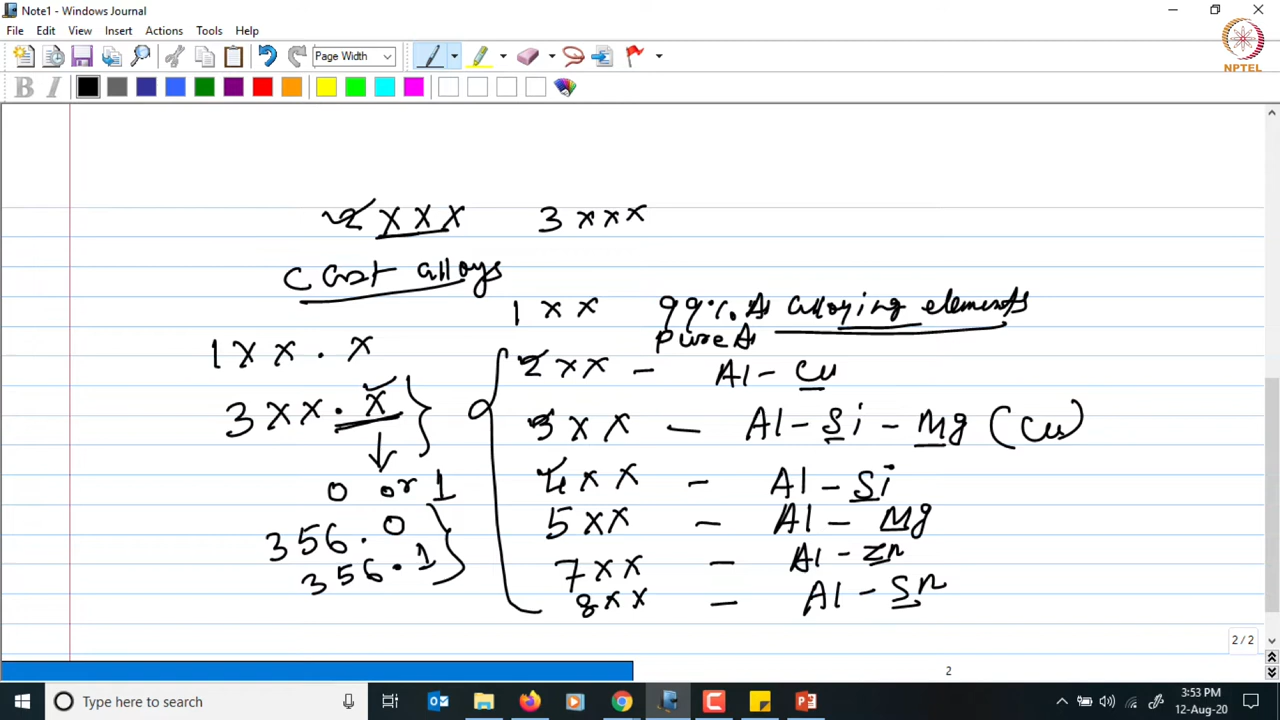 Note1 - Windows Journal
File Edit View Insert Actions Tools Help
NPTEL
Page Width
B I
2xxx 3xxx
Cast alloys
1xx 99% Al alloying elements
pure Al
1xx.x
2xx - Al-Cu
3xx.x
3xx - Al-Si-Mg (Cu)
0 or 1
4xx - Al-Si
356.0
5xx - Al-Mg
356.1
7xx - Al-Zn
8xx - Al-Sn
2/2
2
Type here to search
3:53 PM
12-Aug-20